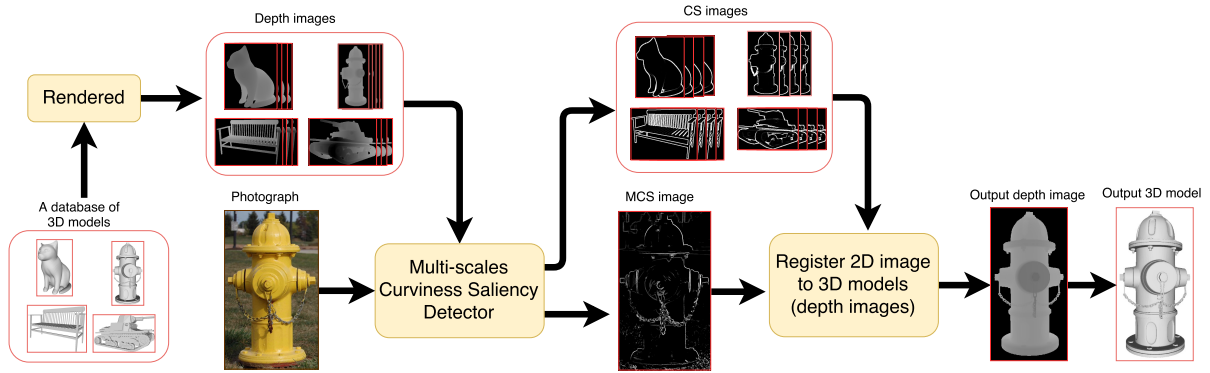 Depth images
CS images
Rendered
A database of
3D models
Photograph
Multi-scales
Curviness Saliency
Detector
MCS image
Register 2D image
to 3D models
(depth images)
Output depth image
Output 3D model